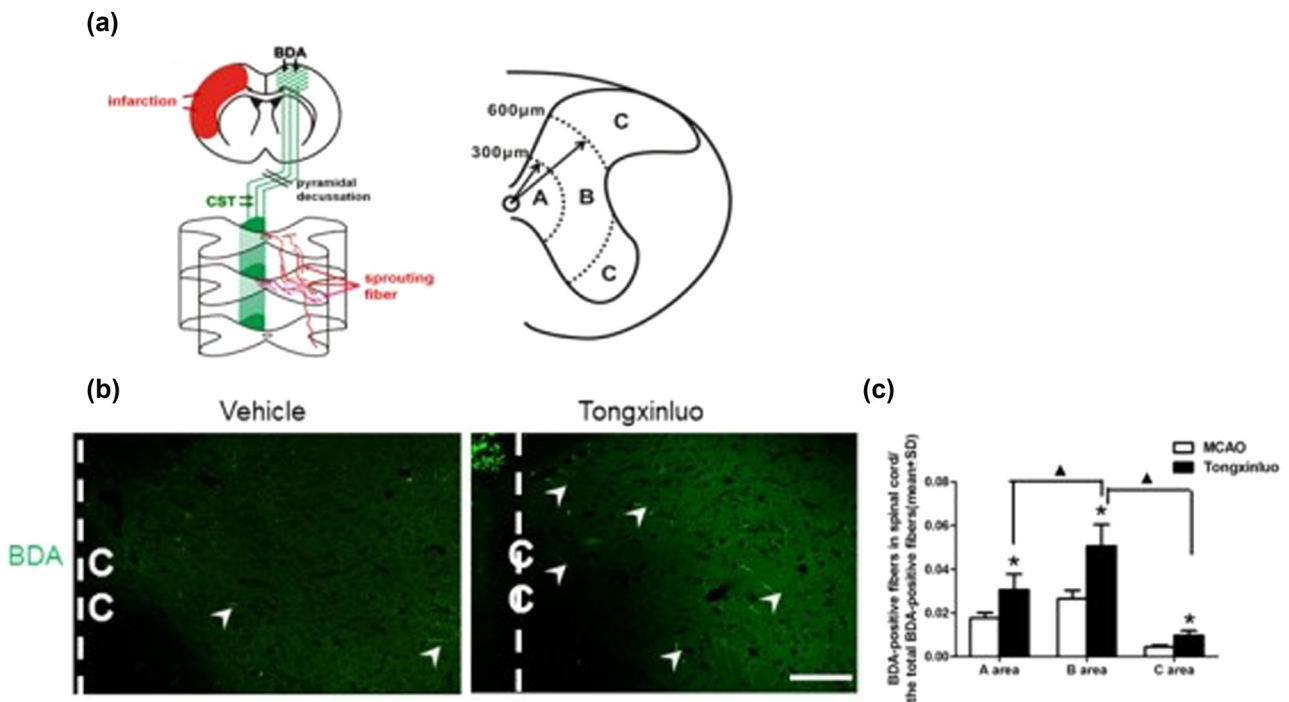 (a)
BDA
infarction
pyramidal
decussation
CST
sprouting
fiber
600μm
300μm
C
A
B
C
(b)
Vehicle
Tongxinluo
BDA
C
C
C
C
(c)
MCAO
Tongxinluo
BDA-positive fibers in spinal cord/
the total BDA-positive fibers(mean+SD)
0.08
0.06
0.04
0.02
0.00
▲
▲
*
*
*
A area
B area
C area